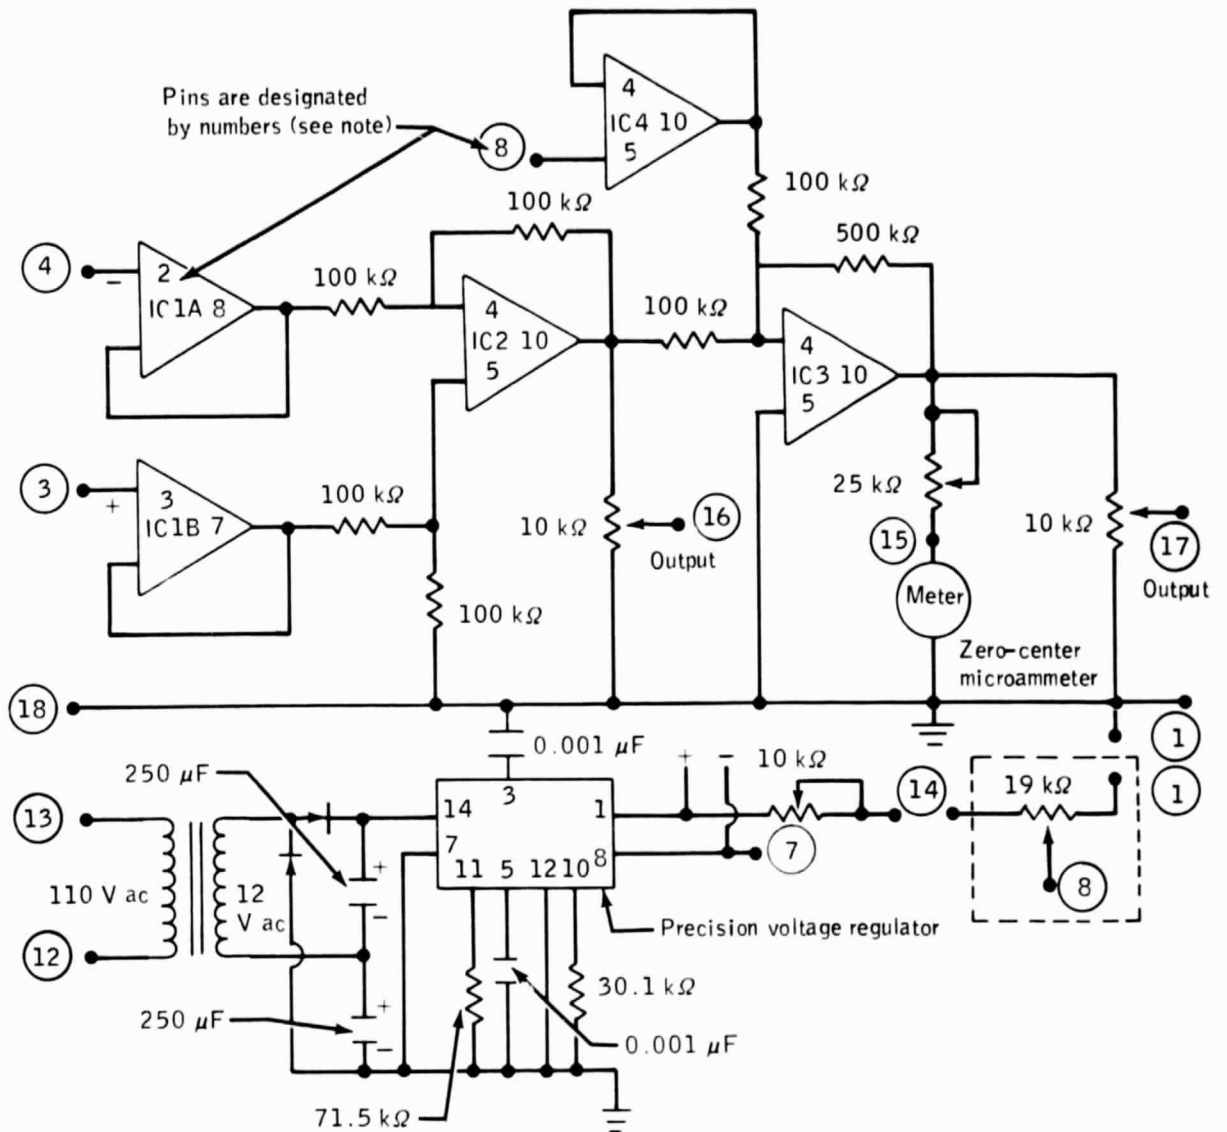 Pins are designated
by numbers (see note)
8
4
IC4 10
5
100 kΩ
100 kΩ
500 kΩ
4
−
2
IC1A 8
100 kΩ
4
IC2 10
5
100 kΩ
4
IC3 10
5
3
+
3
IC1B 7
100 kΩ
100 kΩ
10 kΩ
16
Output
25 kΩ
15
Meter
10 kΩ
17
Output
Zero-center
microammeter
18
0.001 μF
1
1
250 μF
13
110 V ac
12
12
V ac
+
−
250 μF
+
−
14
3
1
7
8
11
5
12
10
+
−
10 kΩ
7
14
19 kΩ
8
Precision voltage regulator
30.1 kΩ
0.001 μF
71.5 kΩ